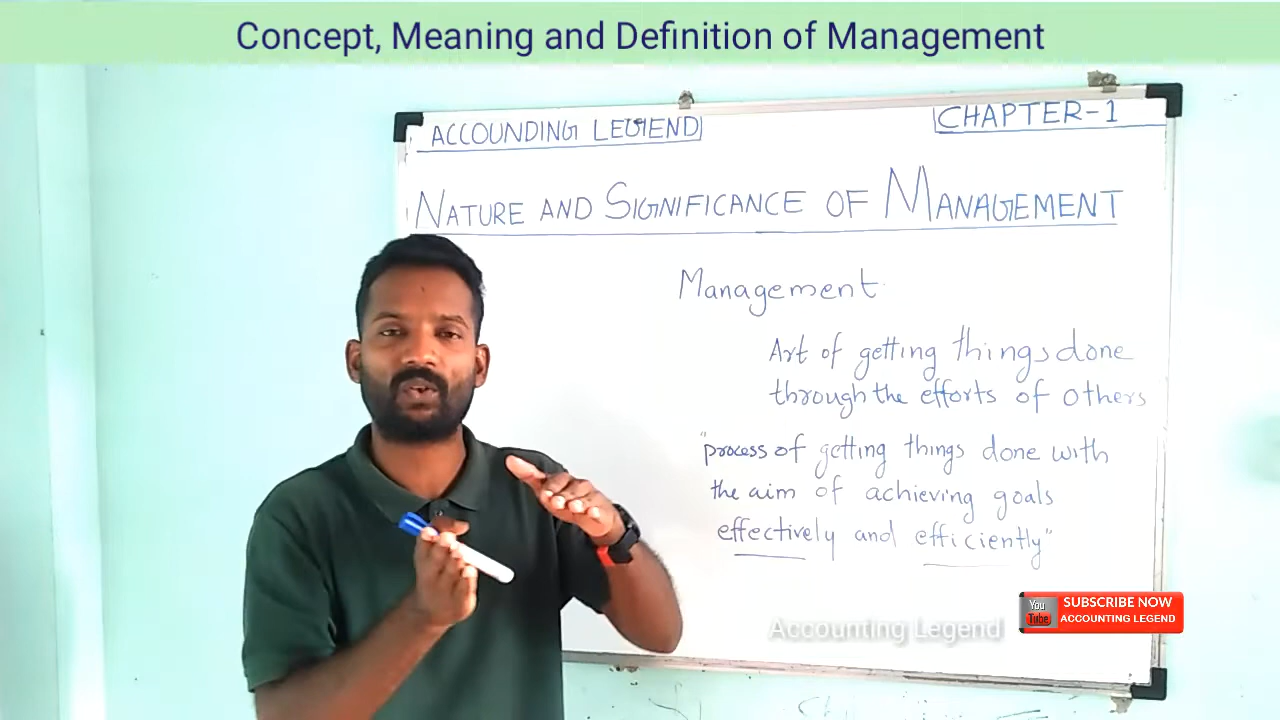 Concept, Meaning and Definition of Management
ACCOUNDING LEGEND
CHAPTER-1
NATURE AND SIGNIFICANCE OF MANAGEMENT
Management
Art of getting things done
through the efforts of others
"process of getting things done with
the aim of achieving goals
effectively and efficiently"
You Tube
SUBSCRIBE NOW
ACCOUNTING LEGEND
Accounting Legend